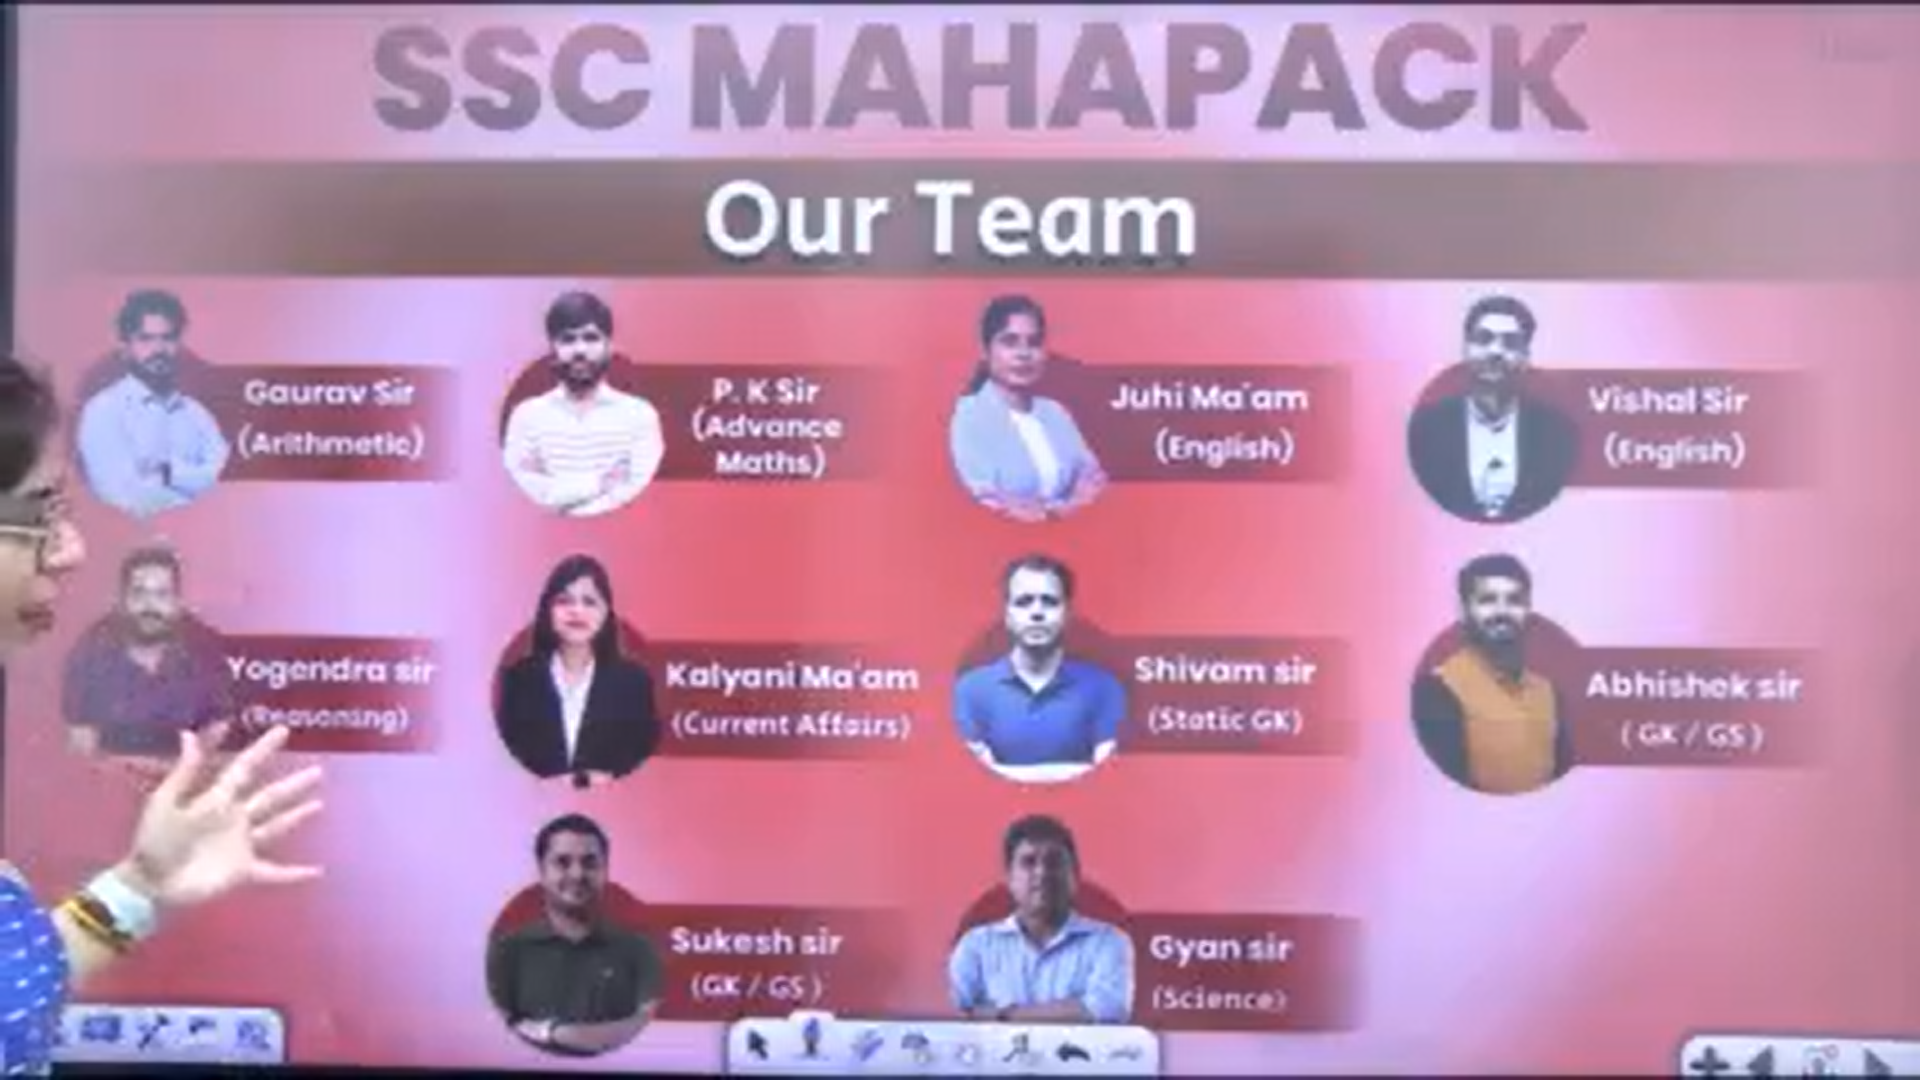 SSC MAHAPACK
Our Team
Gaurav Sir
(Arithmetic)
P. K Sir
(Advance
Maths)
Juhi Ma'am
(English)
Vishal Sir
(English)
Yogendra sir
(Reasoning)
Kalyani Ma'am
(Current Affairs)
Shivam sir
(Static GK)
Abhishek sir
( GK / GS )
Sukesh sir
(GK / GS )
Gyan sir
(Science)